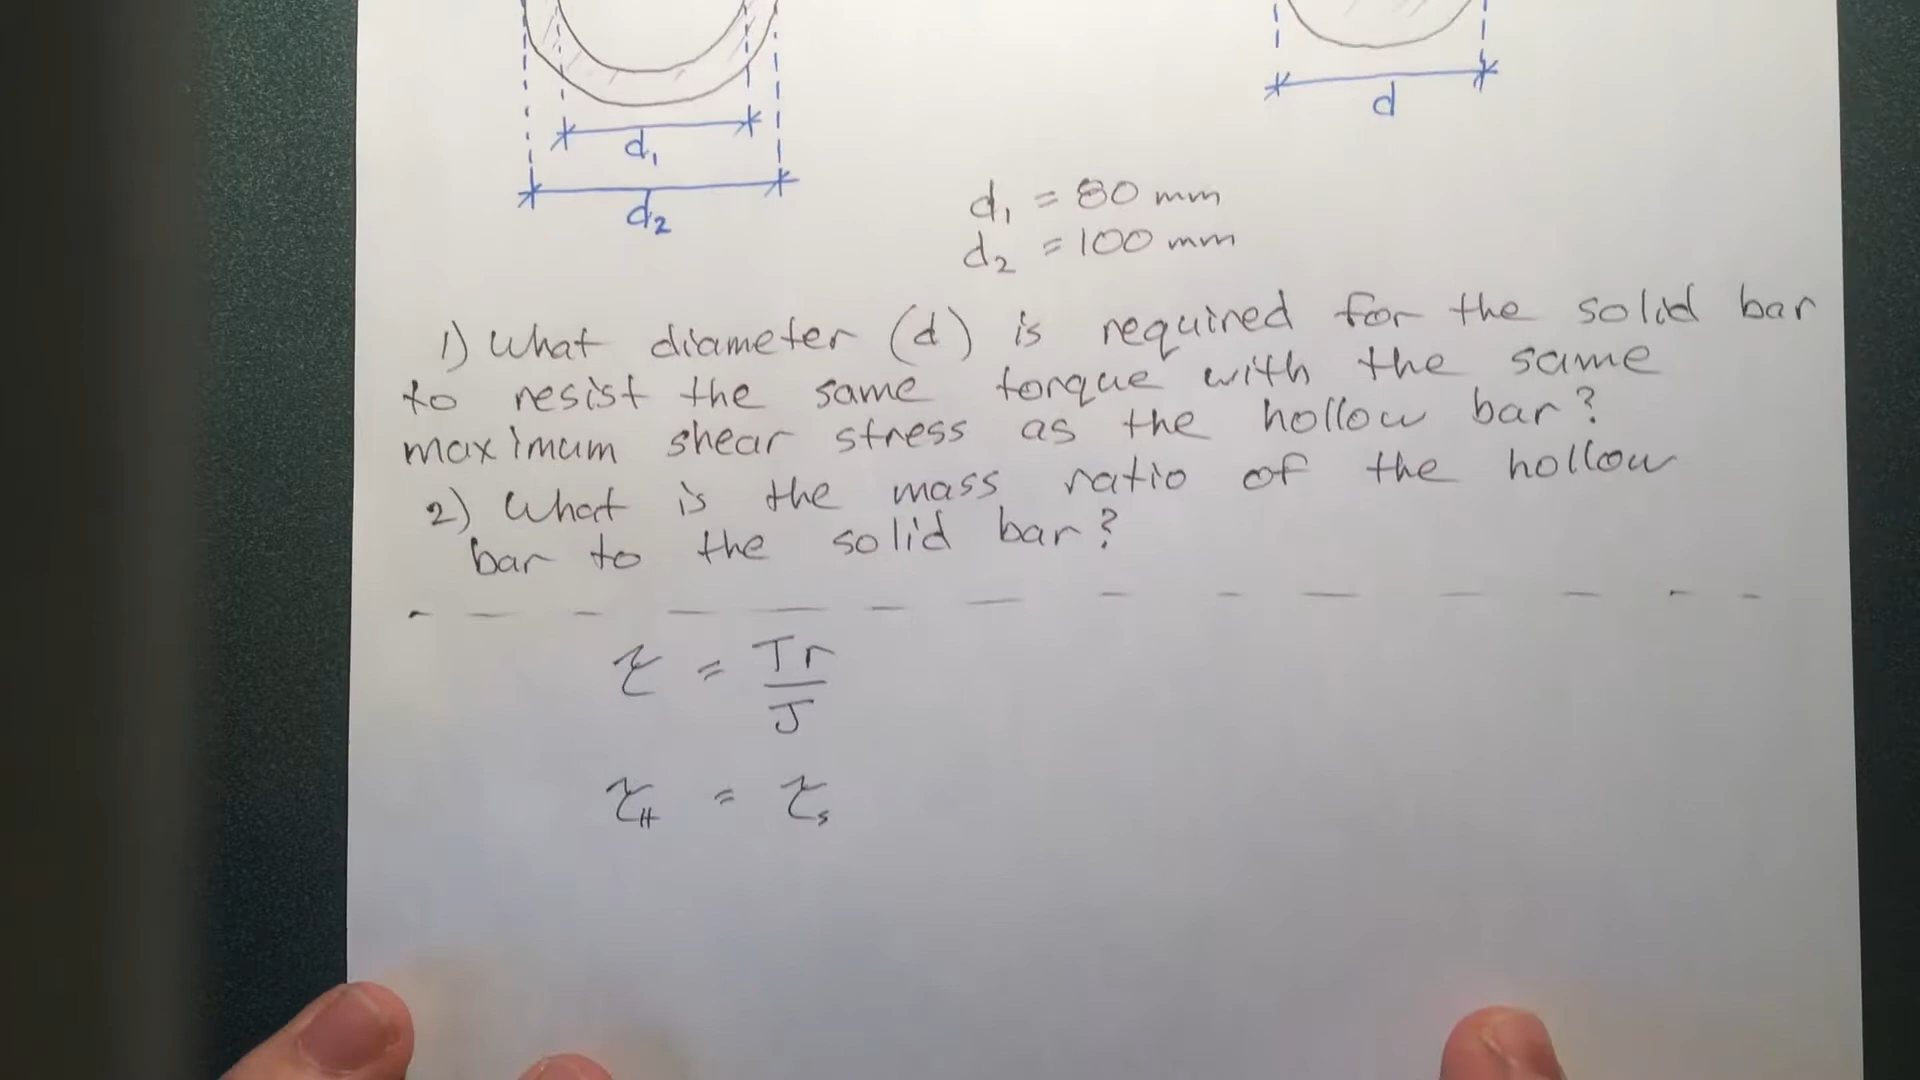 d₁
d₂
d
d₁ = 80 mm
d₂ = 100 mm
1) What diameter (d) is required for the solid bar
to resist the same torque with the same
maximum shear stress as the hollow bar?
2) What is the mass ratio of the hollow
bar to the solid bar?
τ = Tr/J
τ_H = τ_s